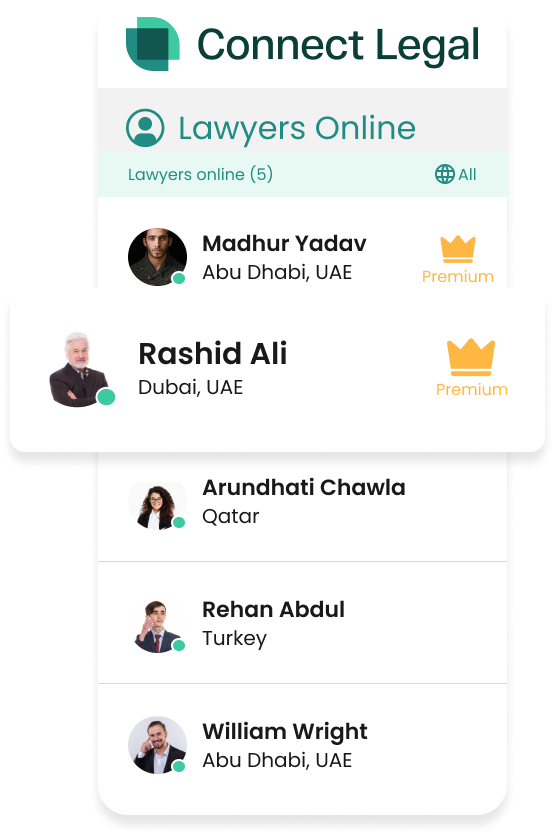 Connect Legal
Lawyers Online
Lawyers online (5)
All
Madhur Yadav
Abu Dhabi, UAE
Premium
Rashid Ali
Dubai, UAE
Premium
Arundhati Chawla
Qatar
Rehan Abdul
Turkey
William Wright
Abu Dhabi, UAE